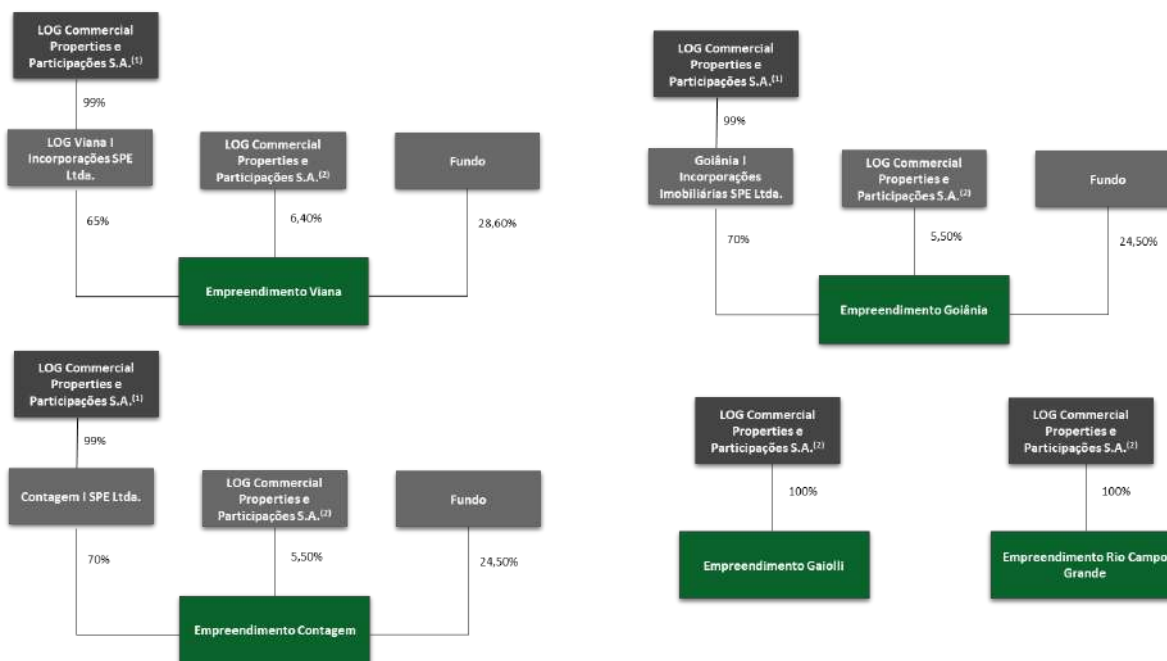 LOG Commercial
Properties e
Participações S.A.(1)
99%
LOG Viana I
Incorporações SPE
Ltda.
LOG Commercial
Properties e
Participações S.A.(2)
Fundo
65%
6,40%
28,60%
Empreendimento Viana
LOG Commercial
Properties e
Participações S.A.(1)
99%
Goiânia I
Incorporações
Imobiliárias SPE Ltda.
LOG Commercial
Properties e
Participações S.A.(2)
Fundo
70%
5,50%
24,50%
Empreendimento Goiânia
LOG Commercial
Properties e
Participações S.A.(1)
99%
Contagem I SPE Ltda.
LOG Commercial
Properties e
Participações S.A.(2)
Fundo
70%
5,50%
24,50%
Empreendimento Contagem
LOG Commercial
Properties e
Participações S.A.(2)
100%
Empreendimento Gaiolli
LOG Commercial
Properties e
Participações S.A.(2)
100%
Empreendimento Rio Campo
Grande